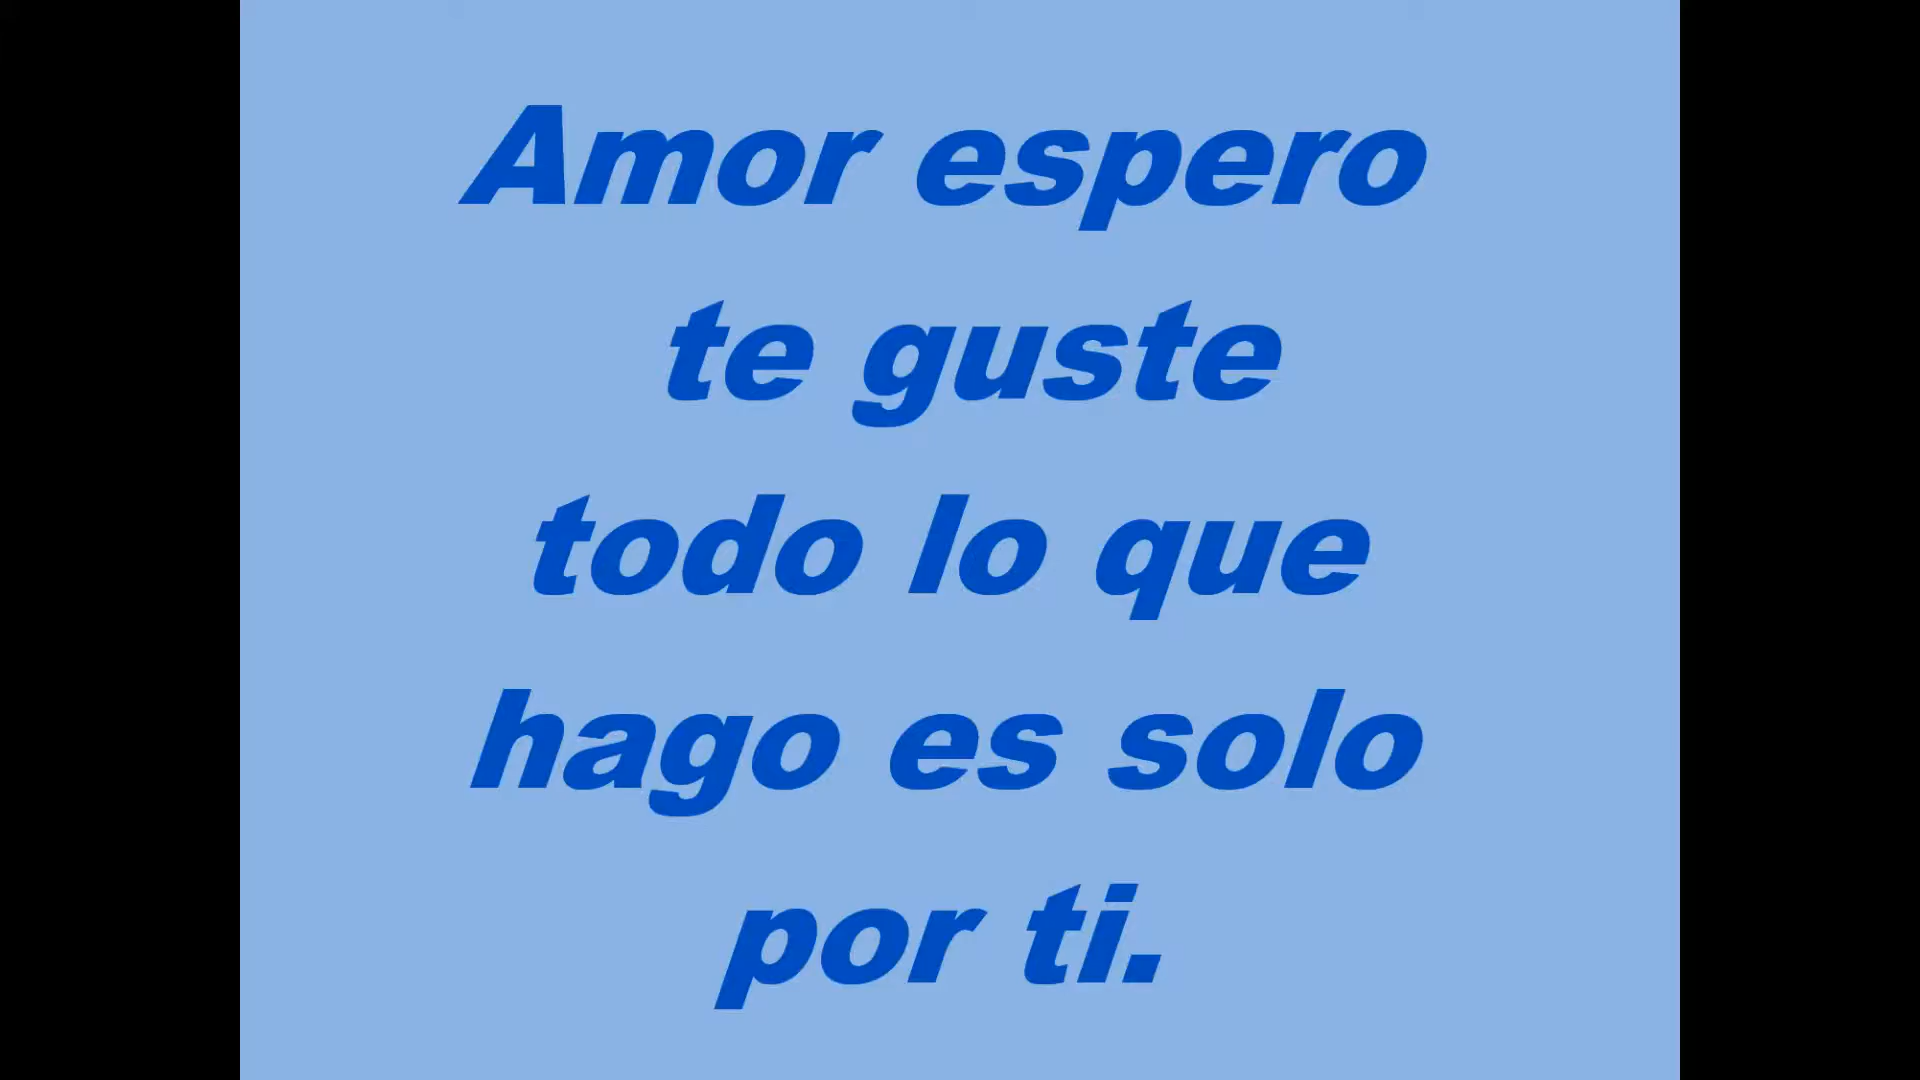 Amor espero
te guste
todo lo que
hago es solo
por ti.